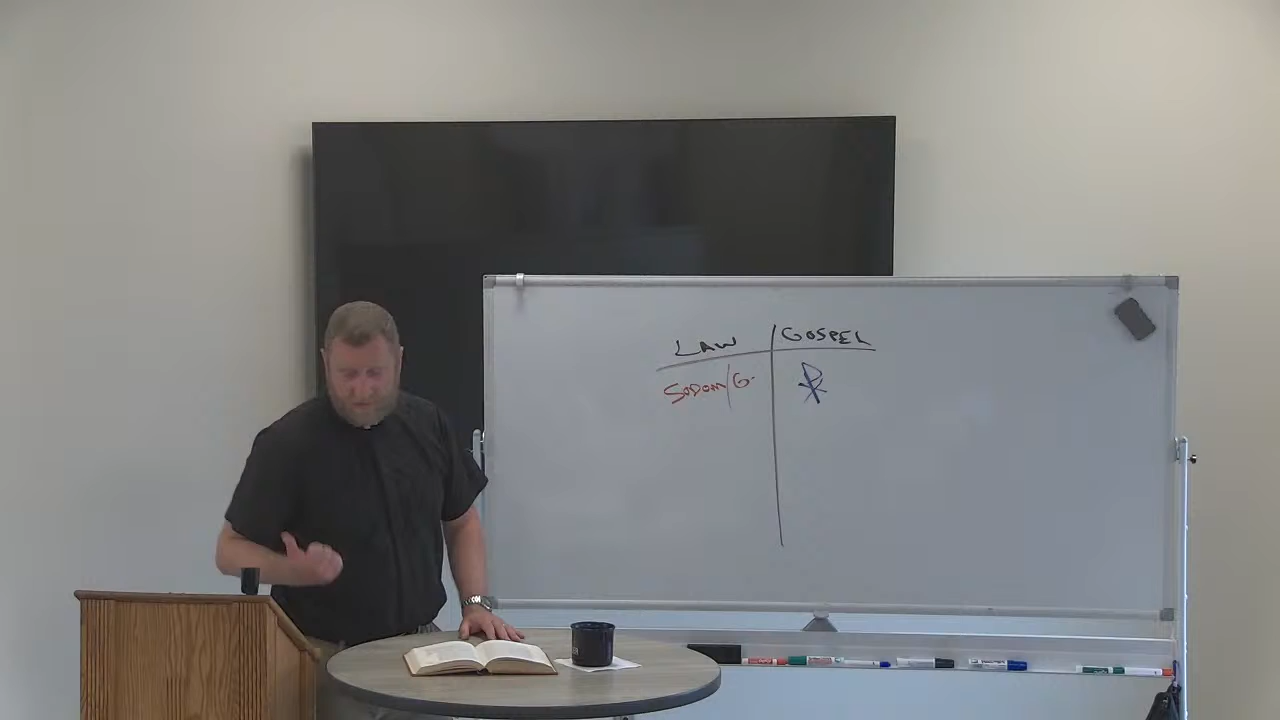 LAW | GOSPEL
SODOM/G. | ☧